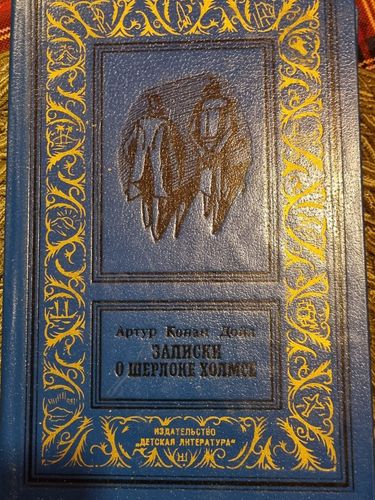 Артур Конан Дойл
ЗАПИСКИ
О ШЕРЛОКЕ ХОЛМСЕ
ИЗДАТЕЛЬСТВО
„ДЕТСКАЯ ЛИТЕРАТУРА“